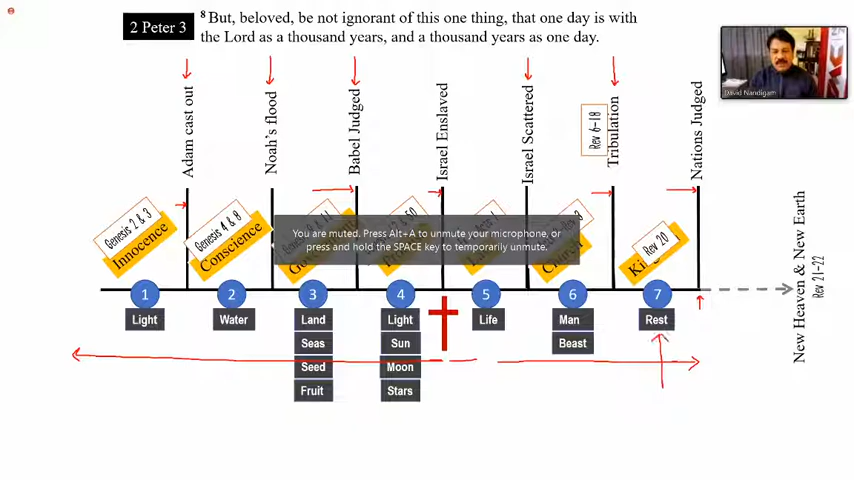 2 Peter 3
8 But, beloved, be not ignorant of this one thing, that one day is with
the Lord as a thousand years, and a thousand years as one day.
David Nandigam
Adam cast out
Noah's flood
Babel Judged
Israel Enslaved
Israel Scattered
Rev 6-18
Tribulation
Nations Judged
Genesis 2 & 3
Innocence
Genesis 4 & 8
Conscience
Rev 20
You are muted. Press Alt+A to unmute your microphone, or
press and hold the SPACE key to temporarily unmute.
Church
New Heaven & New Earth
Rev 21-22
1
2
3
4
5
6
7
Light
Water
Land
Light
Life
Man
Rest
Seas
Sun
Beast
Seed
Moon
Fruit
Stars